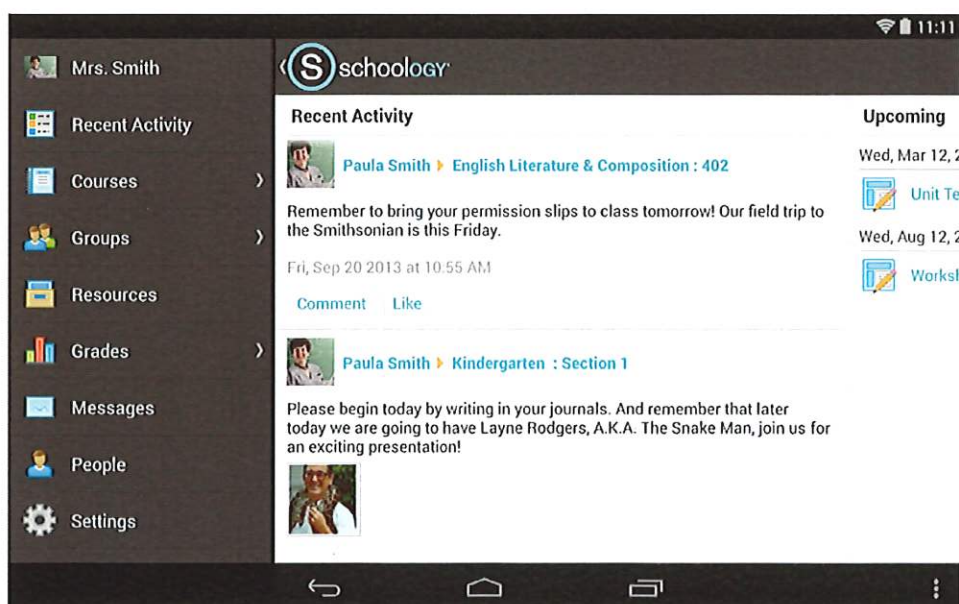 11:11
Mrs. Smith
Recent Activity
Courses
Groups
Resources
Grades
Messages
People
Settings
SschoolOGY
Recent Activity
Paula Smith English Literature & Composition : 402
Remember to bring your permission slips to class tomorrow! Our field trip to
the Smithsonian is this Friday.
Fri, Sep 20 2013 at 10:55 AM
Comment Like
Paula Smith Kindergarten : Section 1
Please begin today by writing in your journals. And remember that later
today we are going to have Layne Rodgers, A.K.A. The Snake Man, join us for
an exciting presentation!
Upcoming
Wed, Mar 12, 2
Unit Te
Wed, Aug 12, 2
Worksh